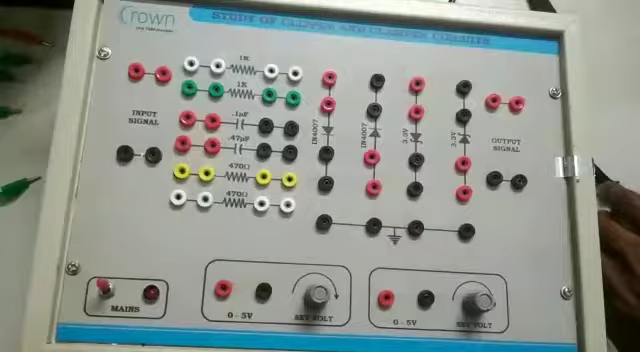 Crown
STUDY OF CLIPPER AND CLAMPER CIRCUITS
1K
1K
INPUT
SIGNAL
.1µF
.47µF
470Ω
470Ω
IN4007
IN4007
3.3V
3.3V
OUTPUT
SIGNAL
MAINS
0 - 5V
SET VOLT
0 - 5V
SET VOLT